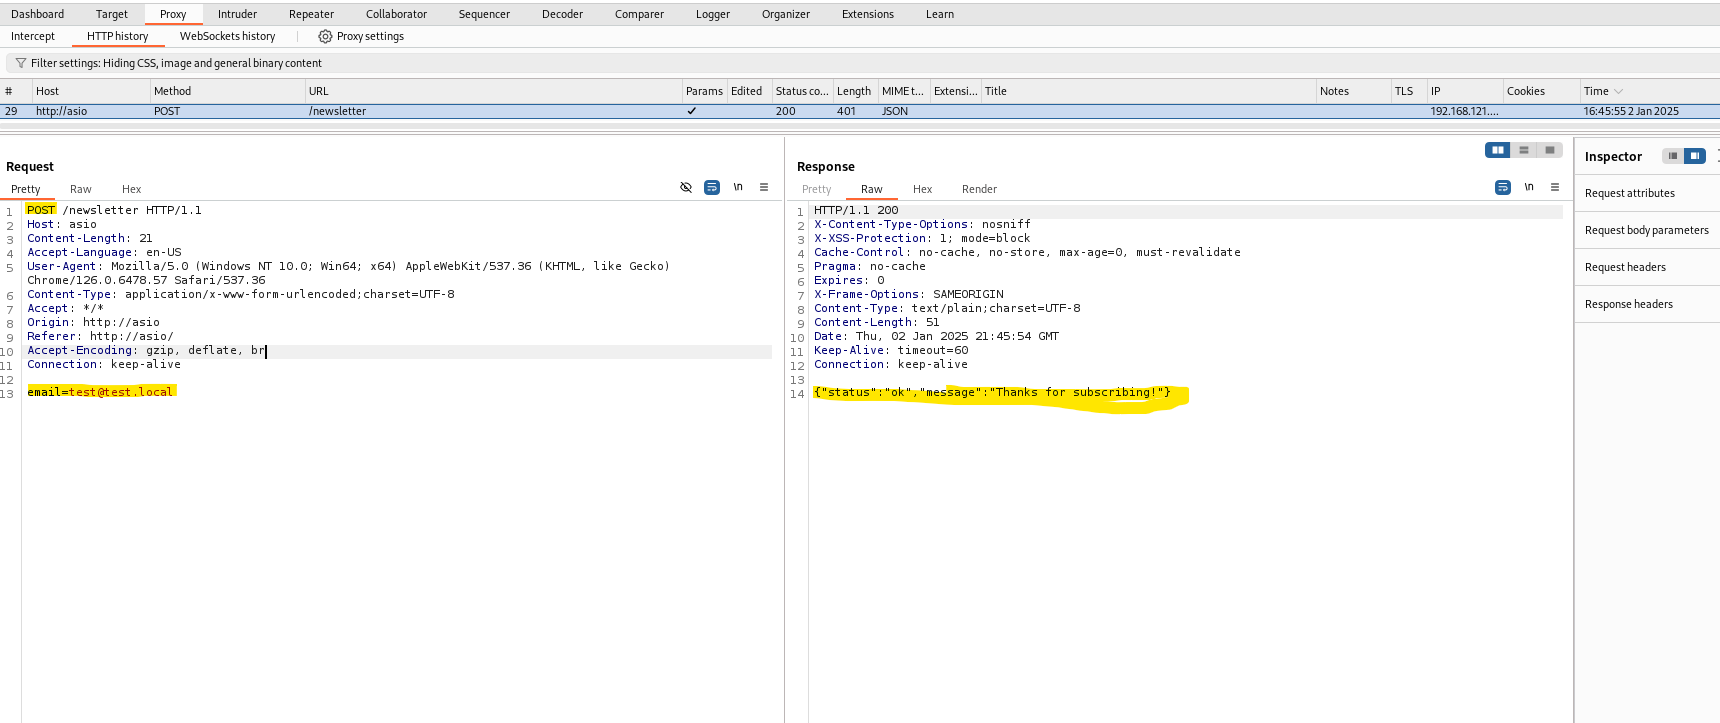 Dashboard Target Proxy Intruder Repeater Collaborator Sequencer Decoder Comparer Logger Organizer Extensions Learn
Intercept HTTP history WebSockets history Proxy settings
Filter settings: Hiding CSS, image and general binary content
# Host Method URL Params Edited Status co... Length MIME t... Extensi... Title Notes TLS IP Cookies Time
29 http://asio POST /newsletter ✓ 200 401 JSON 192.168.121.... 16:45:55 2 Jan 2025
Request
Pretty Raw Hex \n
1 POST /newsletter HTTP/1.1
2 Host: asio
3 Content-Length: 21
4 Accept-Language: en-US
5 User-Agent: Mozilla/5.0 (Windows NT 10.0; Win64; x64) AppleWebKit/537.36 (KHTML, like Gecko)
Chrome/126.0.6478.57 Safari/537.36
6 Content-Type: application/x-www-form-urlencoded;charset=UTF-8
7 Accept: */*
8 Origin: http://asio
9 Referer: http://asio/
10 Accept-Encoding: gzip, deflate, br
11 Connection: keep-alive
12
13 email=test@test.local
Response
Pretty Raw Hex Render \n
1 HTTP/1.1 200
2 X-Content-Type-Options: nosniff
3 X-XSS-Protection: 1; mode=block
4 Cache-Control: no-cache, no-store, max-age=0, must-revalidate
5 Pragma: no-cache
6 Expires: 0
7 X-Frame-Options: SAMEORIGIN
8 Content-Type: text/plain;charset=UTF-8
9 Content-Length: 51
10 Date: Thu, 02 Jan 2025 21:45:54 GMT
11 Keep-Alive: timeout=60
12 Connection: keep-alive
13
14 {"status":"ok","message":"Thanks for subscribing!"}
Inspector
Request attributes
Request body parameters
Request headers
Response headers